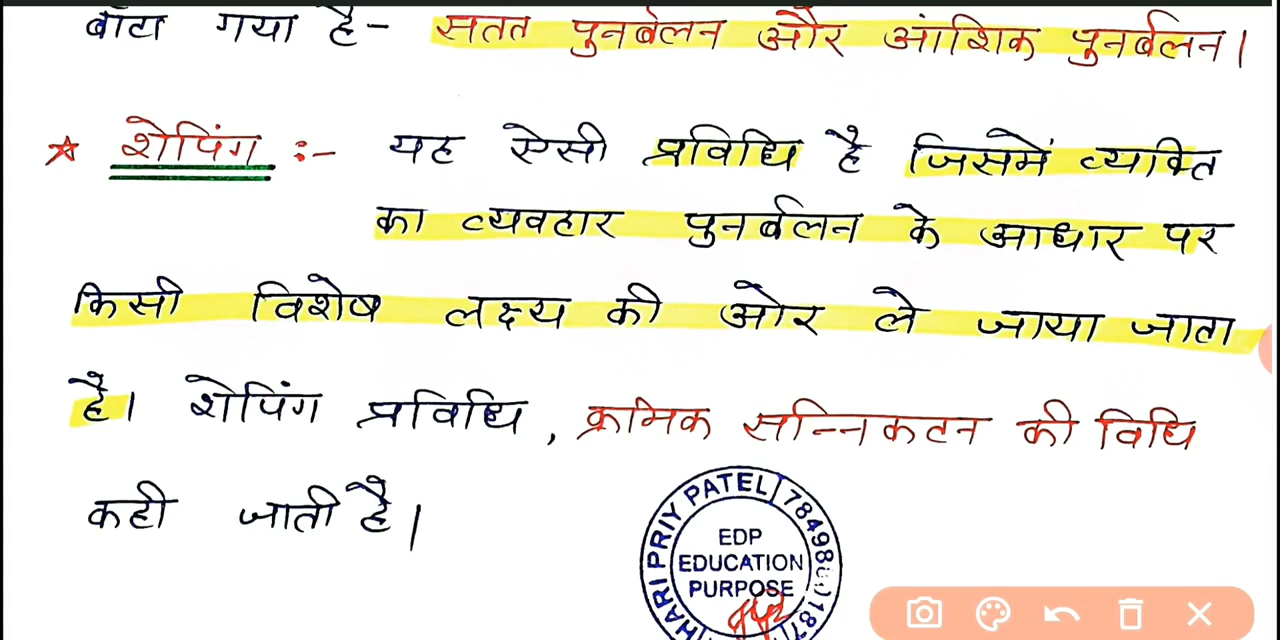 बाँटा गया है- सतत पुनर्बलन और आंशिक पुनर्बलन।
★ शेपिंग :- यह ऐसी प्रविधि है जिसमें व्यक्ति
का व्यवहार पुनर्बलन के आधार पर
किसी विशेष लक्ष्य की ओर ले जाया जाता
है। शेपिंग प्रविधि, क्रमिक सन्निकटन की विधि
कही जाती है।
HARI PRIY PATEL
EDP
EDUCATION
PURPOSE